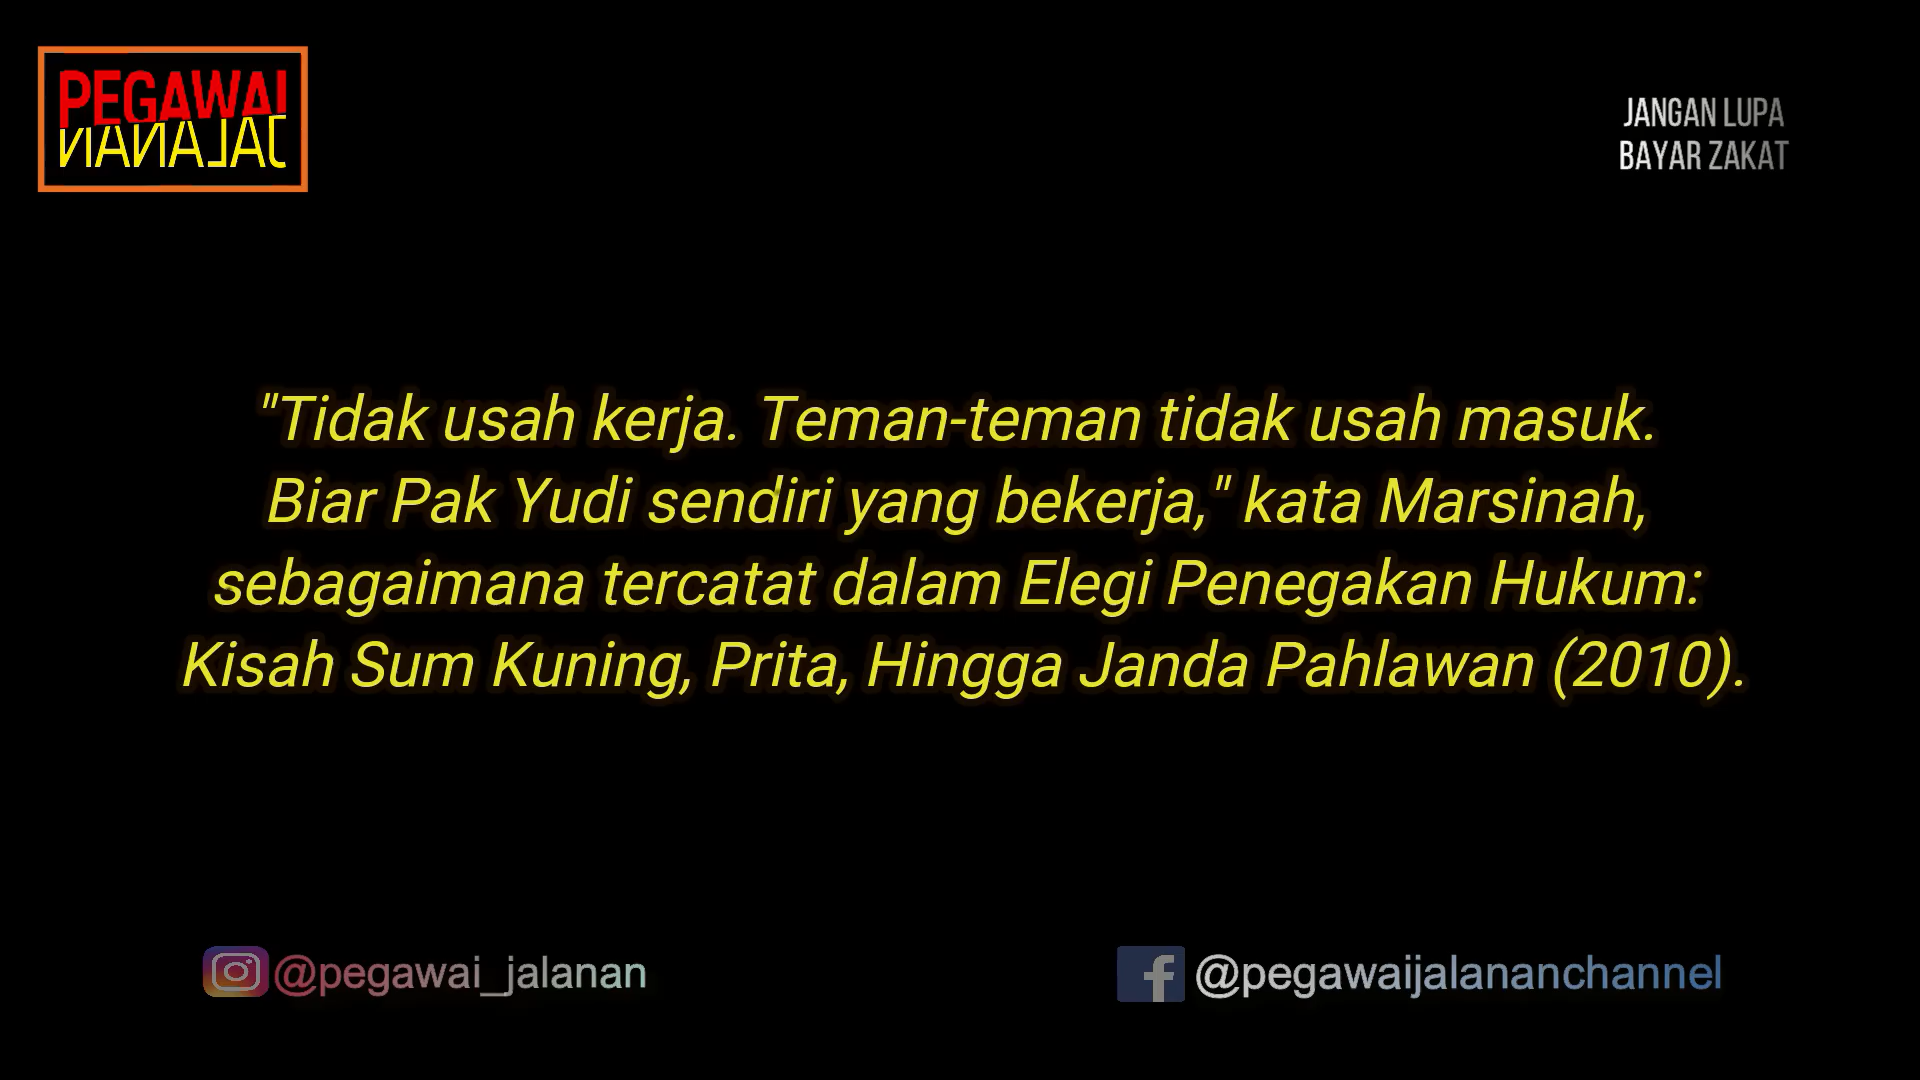 PEGAWAI
JALANAN
JANGAN LUPA
BAYAR ZAKAT
"Tidak usah kerja. Teman-teman tidak usah masuk.
Biar Pak Yudi sendiri yang bekerja," kata Marsinah,
sebagaimana tercatat dalam Elegi Penegakan Hukum:
Kisah Sum Kuning, Prita, Hingga Janda Pahlawan (2010).
@pegawai_jalanan
@pegawaijalananchannel